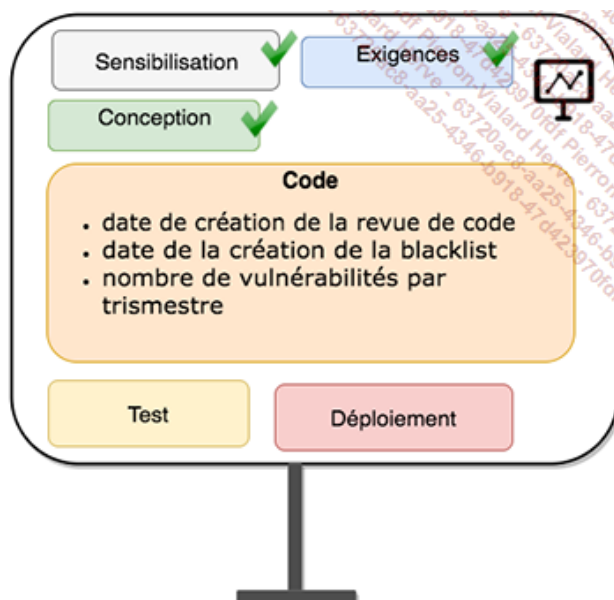 Sensibilisation
Exigences
Conception
Code
• date de création de la revue de code
• date de la création de la blacklist
• nombre de vulnérabilités par
trismestre
Test
Déploiement